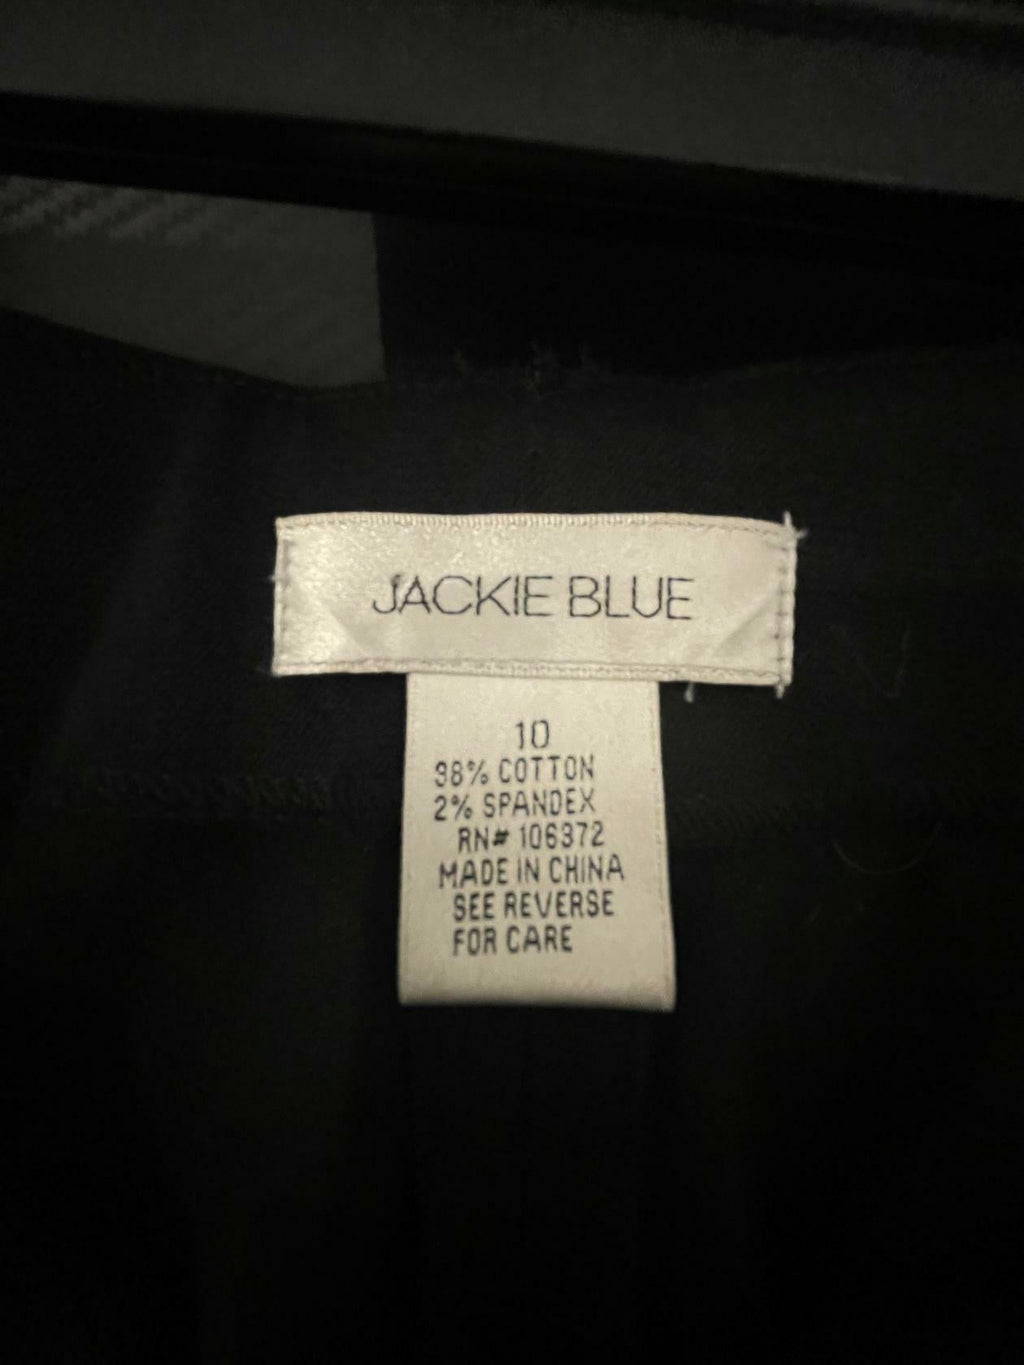 JACKIE BLUE
10
98% COTTON
2% SPANDEX
RN# 106372
MADE IN CHINA
SEE REVERSE
FOR CARE